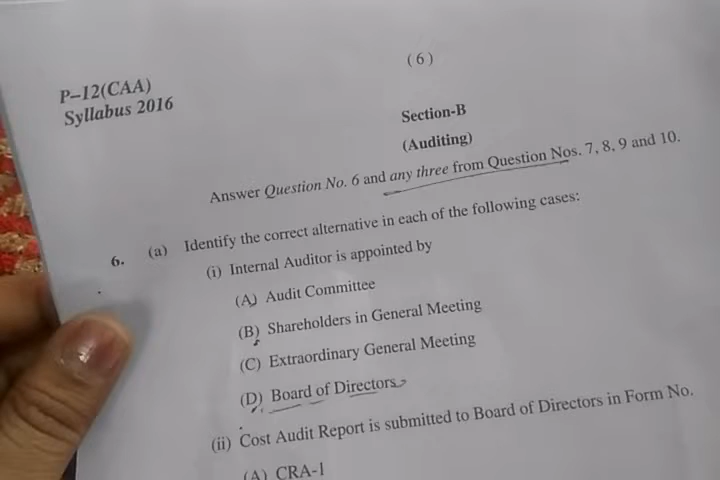 (6)
P–12(CAA)
Syllabus 2016
Section-B
(Auditing)
Answer Question No. 6 and any three from Question Nos. 7, 8, 9 and 10.
6. (a) Identify the correct alternative in each of the following cases:
(i) Internal Auditor is appointed by
(A) Audit Committee
(B) Shareholders in General Meeting
(C) Extraordinary General Meeting
(D) Board of Directors
(ii) Cost Audit Report is submitted to Board of Directors in Form No.
(A) CRA-1